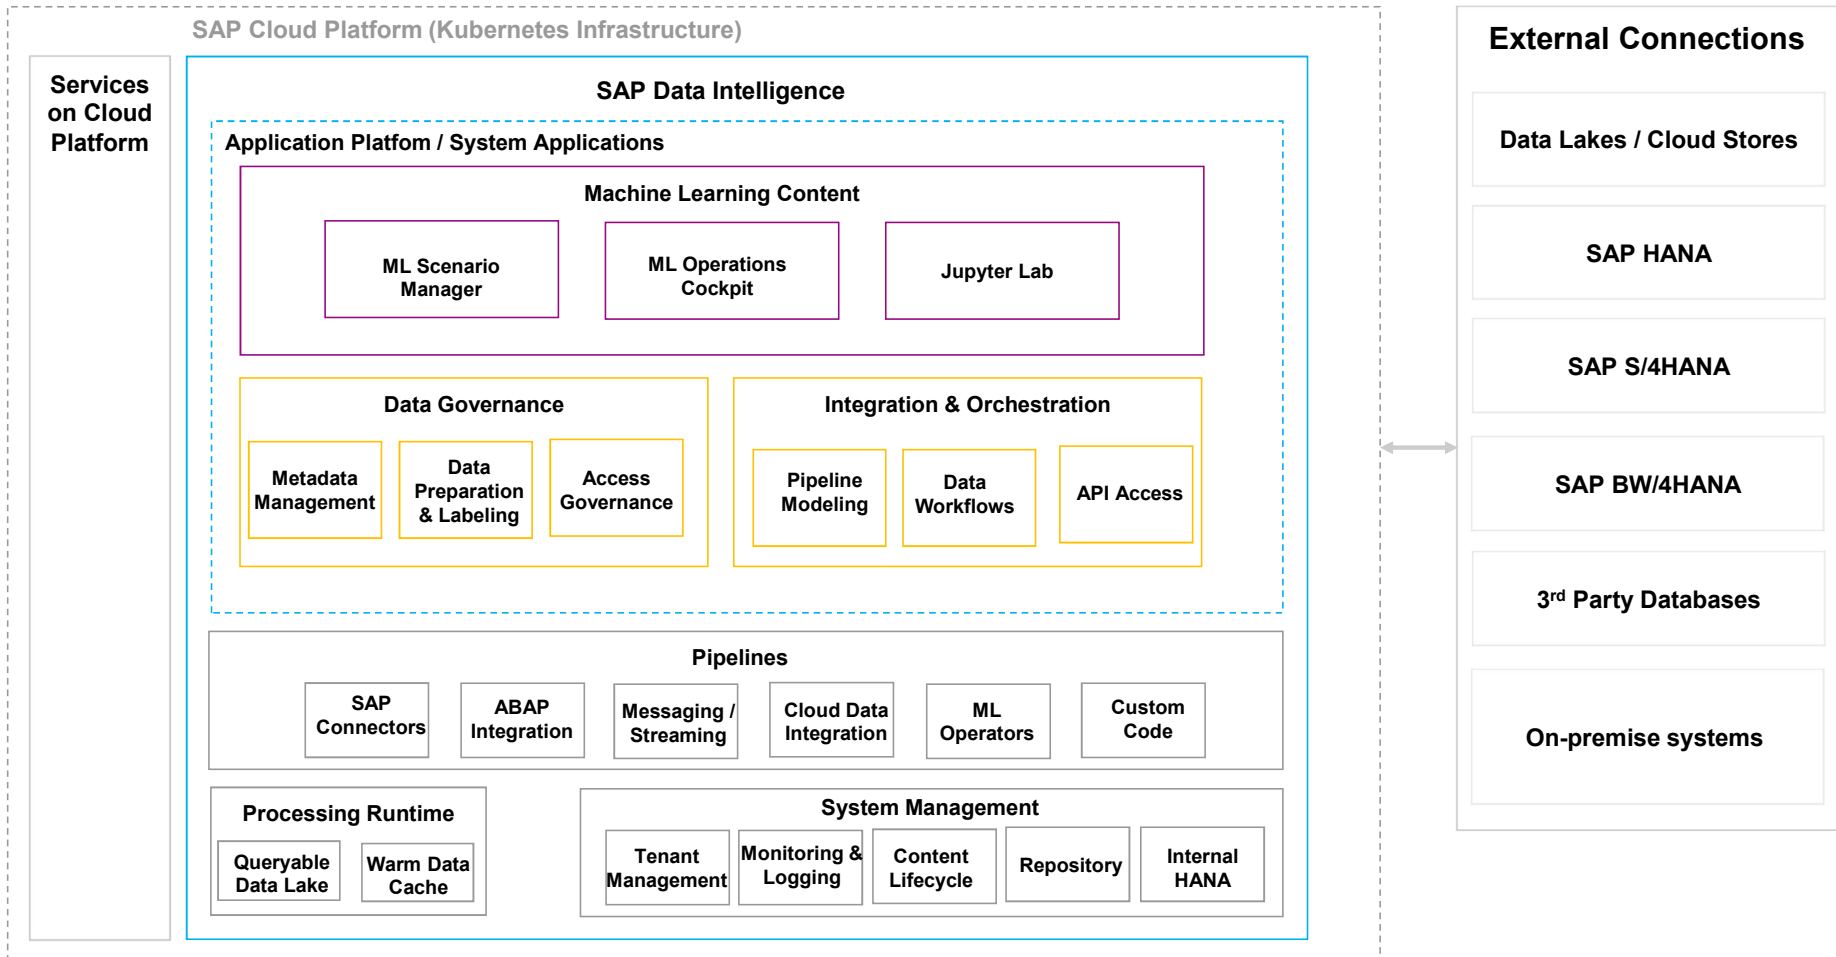 SAP Cloud Platform (Kubernetes Infrastructure)
Services
on Cloud
Platform
SAP Data Intelligence
Application Platfom / System Applications
Machine Learning Content
ML Scenario
Manager
ML Operations
Cockpit
Jupyter Lab
Data Governance
Metadata
Management
Data
Preparation
& Labeling
Access
Governance
Integration & Orchestration
Pipeline
Modeling
Data
Workflows
API Access
Pipelines
SAP
Connectors
ABAP
Integration
Messaging /
Streaming
Cloud Data
Integration
ML
Operators
Custom
Code
Processing Runtime
Queryable
Data Lake
Warm Data
Cache
System Management
Tenant
Management
Monitoring &
Logging
Content
Lifecycle
Repository
Internal
HANA
External Connections
Data Lakes / Cloud Stores
SAP HANA
SAP S/4HANA
SAP BW/4HANA
3rd Party Databases
On-premise systems